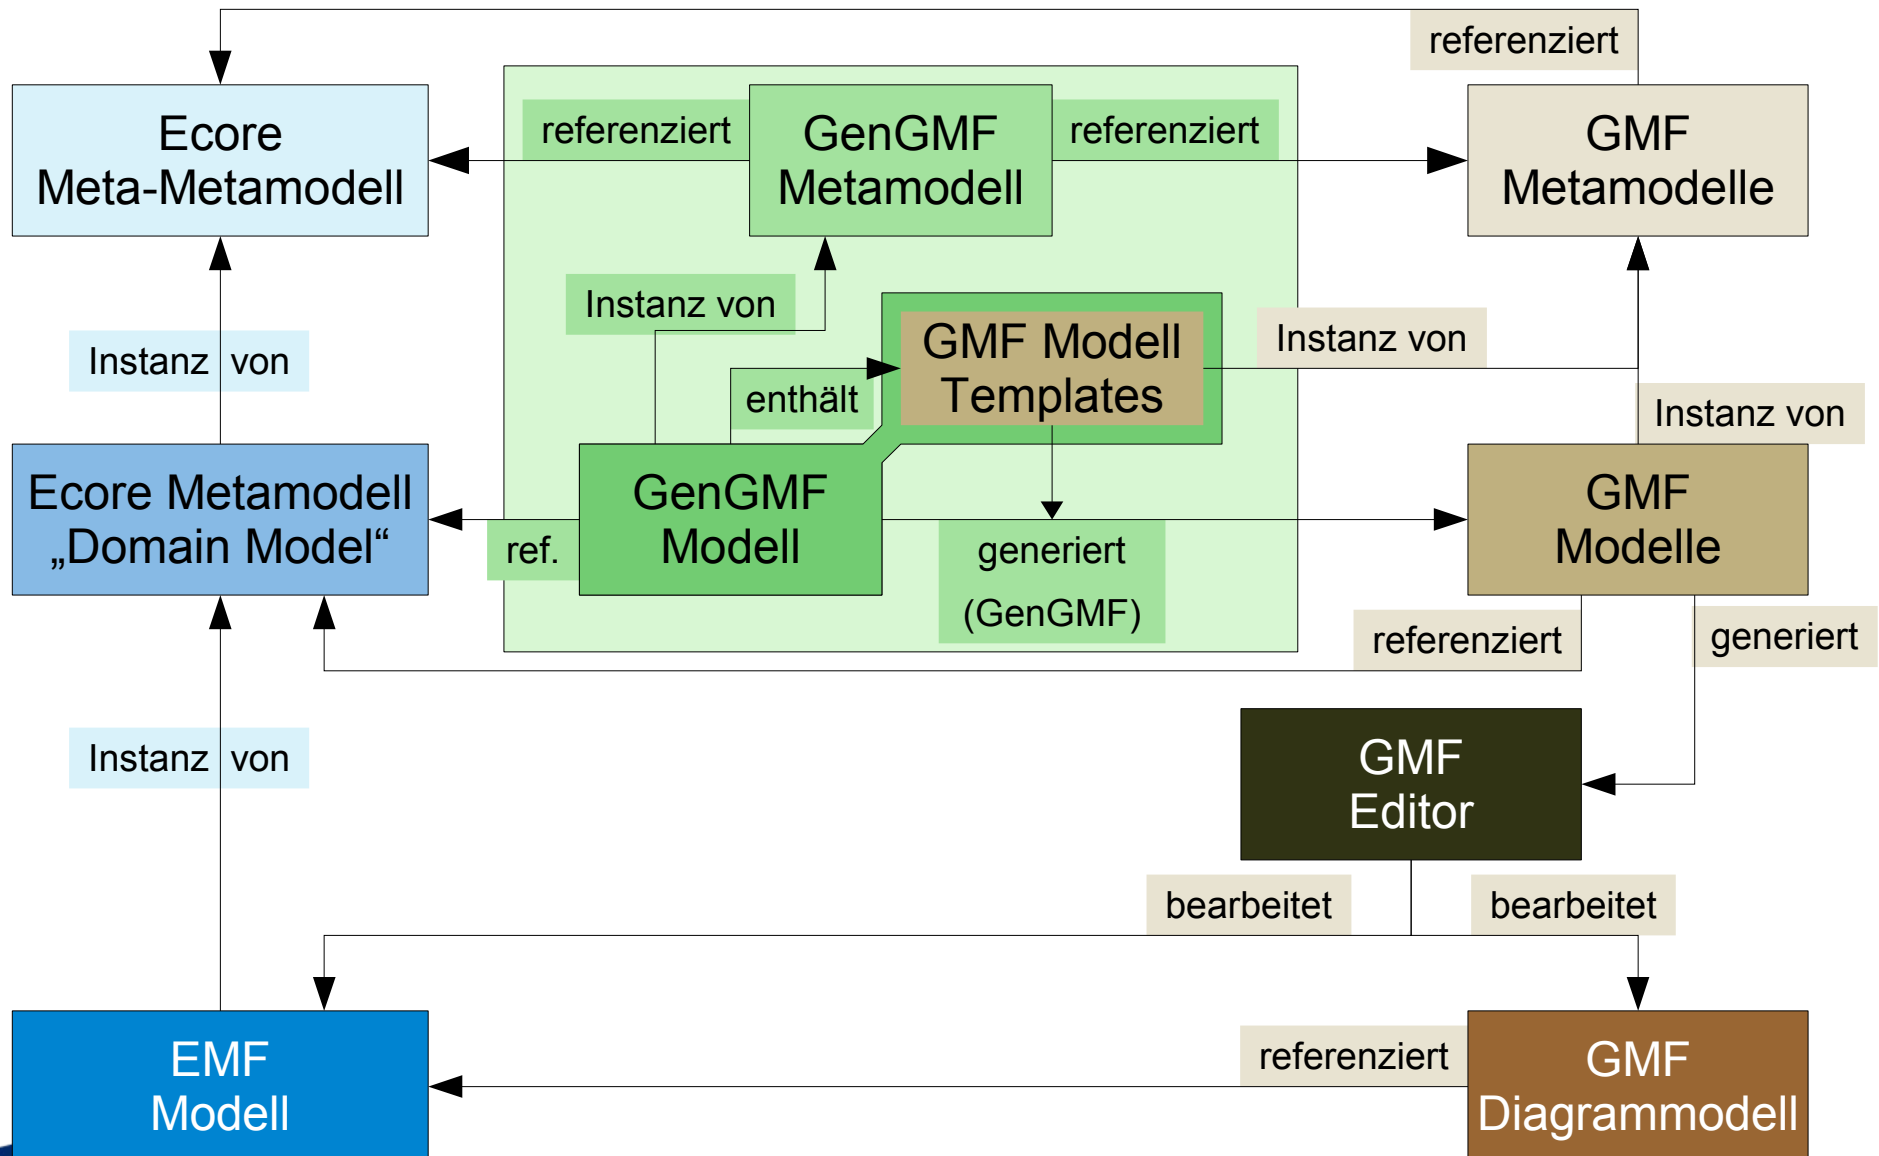 referenziert
Ecore
Meta-Metamodell
referenziert
GenGMF
Metamodell
referenziert
GMF
Metamodelle
Instanz von
Instanz von
GMF Modell
Templates
Instanz von
enthält
Instanz von
Ecore Metamodell
„Domain Model“
ref.
GenGMF
Modell
generiert
(GenGMF)
GMF
Modelle
referenziert
generiert
Instanz von
GMF
Editor
bearbeitet
bearbeitet
EMF
Modell
referenziert
GMF
Diagrammodell